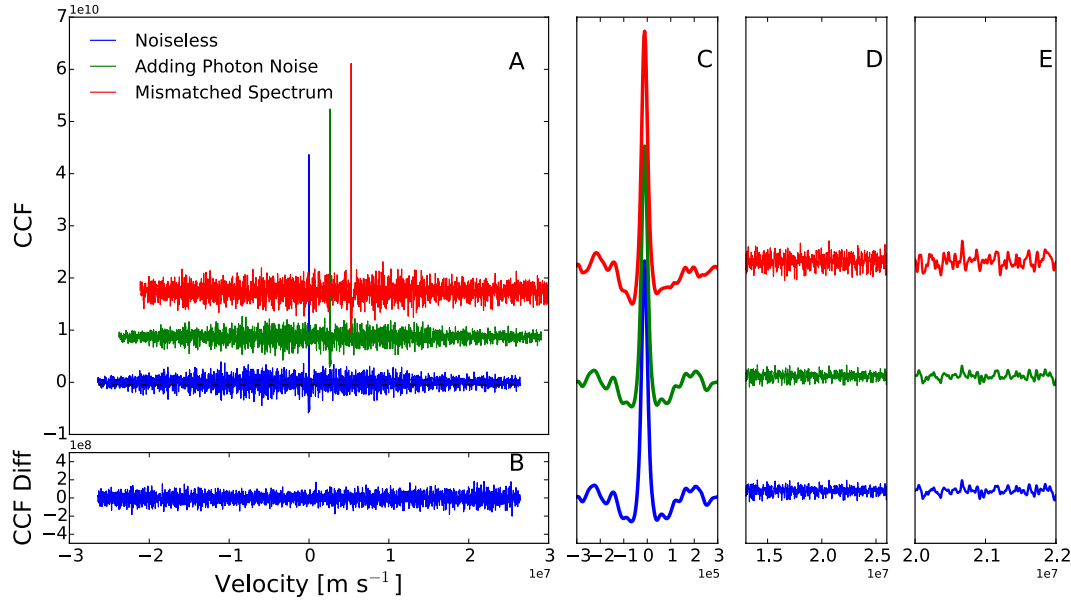 7 1e10
Noiseless
Adding Photon Noise
Mismatched Spectrum
A
6
5
4
3
2
1
0
−1
CCF
1e8
4
2
0
−2
−4
CCF Diff
B
−3 −2 −1 0 1 2 3
1e7
Velocity [m s⁻¹]
C
−3 −2 −1 0 1 2 3
1e5
D
1.5 2.0 2.5
1e7
E
2.0 2.1 2.2
1e7